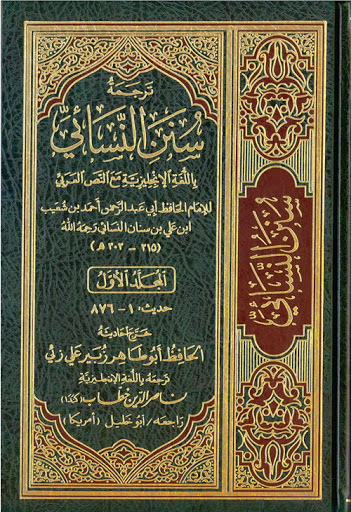 ترجمة
سنن النسائي
باللغة الإنجليزية مع النص العربي
للإمام الحافظ أبي عبد الرحمن أحمد بن شعيب
ابن علي بن سنان النسائي رحمه الله
(٢١٥ - ٣٠٣ هـ)
المجلد الأول
حديث: ١ - ٨٧٦
خرج أحاديثه
الحافظ أبو طاهر زبير علي زئي
ترجمه باللغة الإنجليزية
ناصر الدين خطاب (كندا)
راجعه / أبو خليل (أمريكا)
سنن النسائي